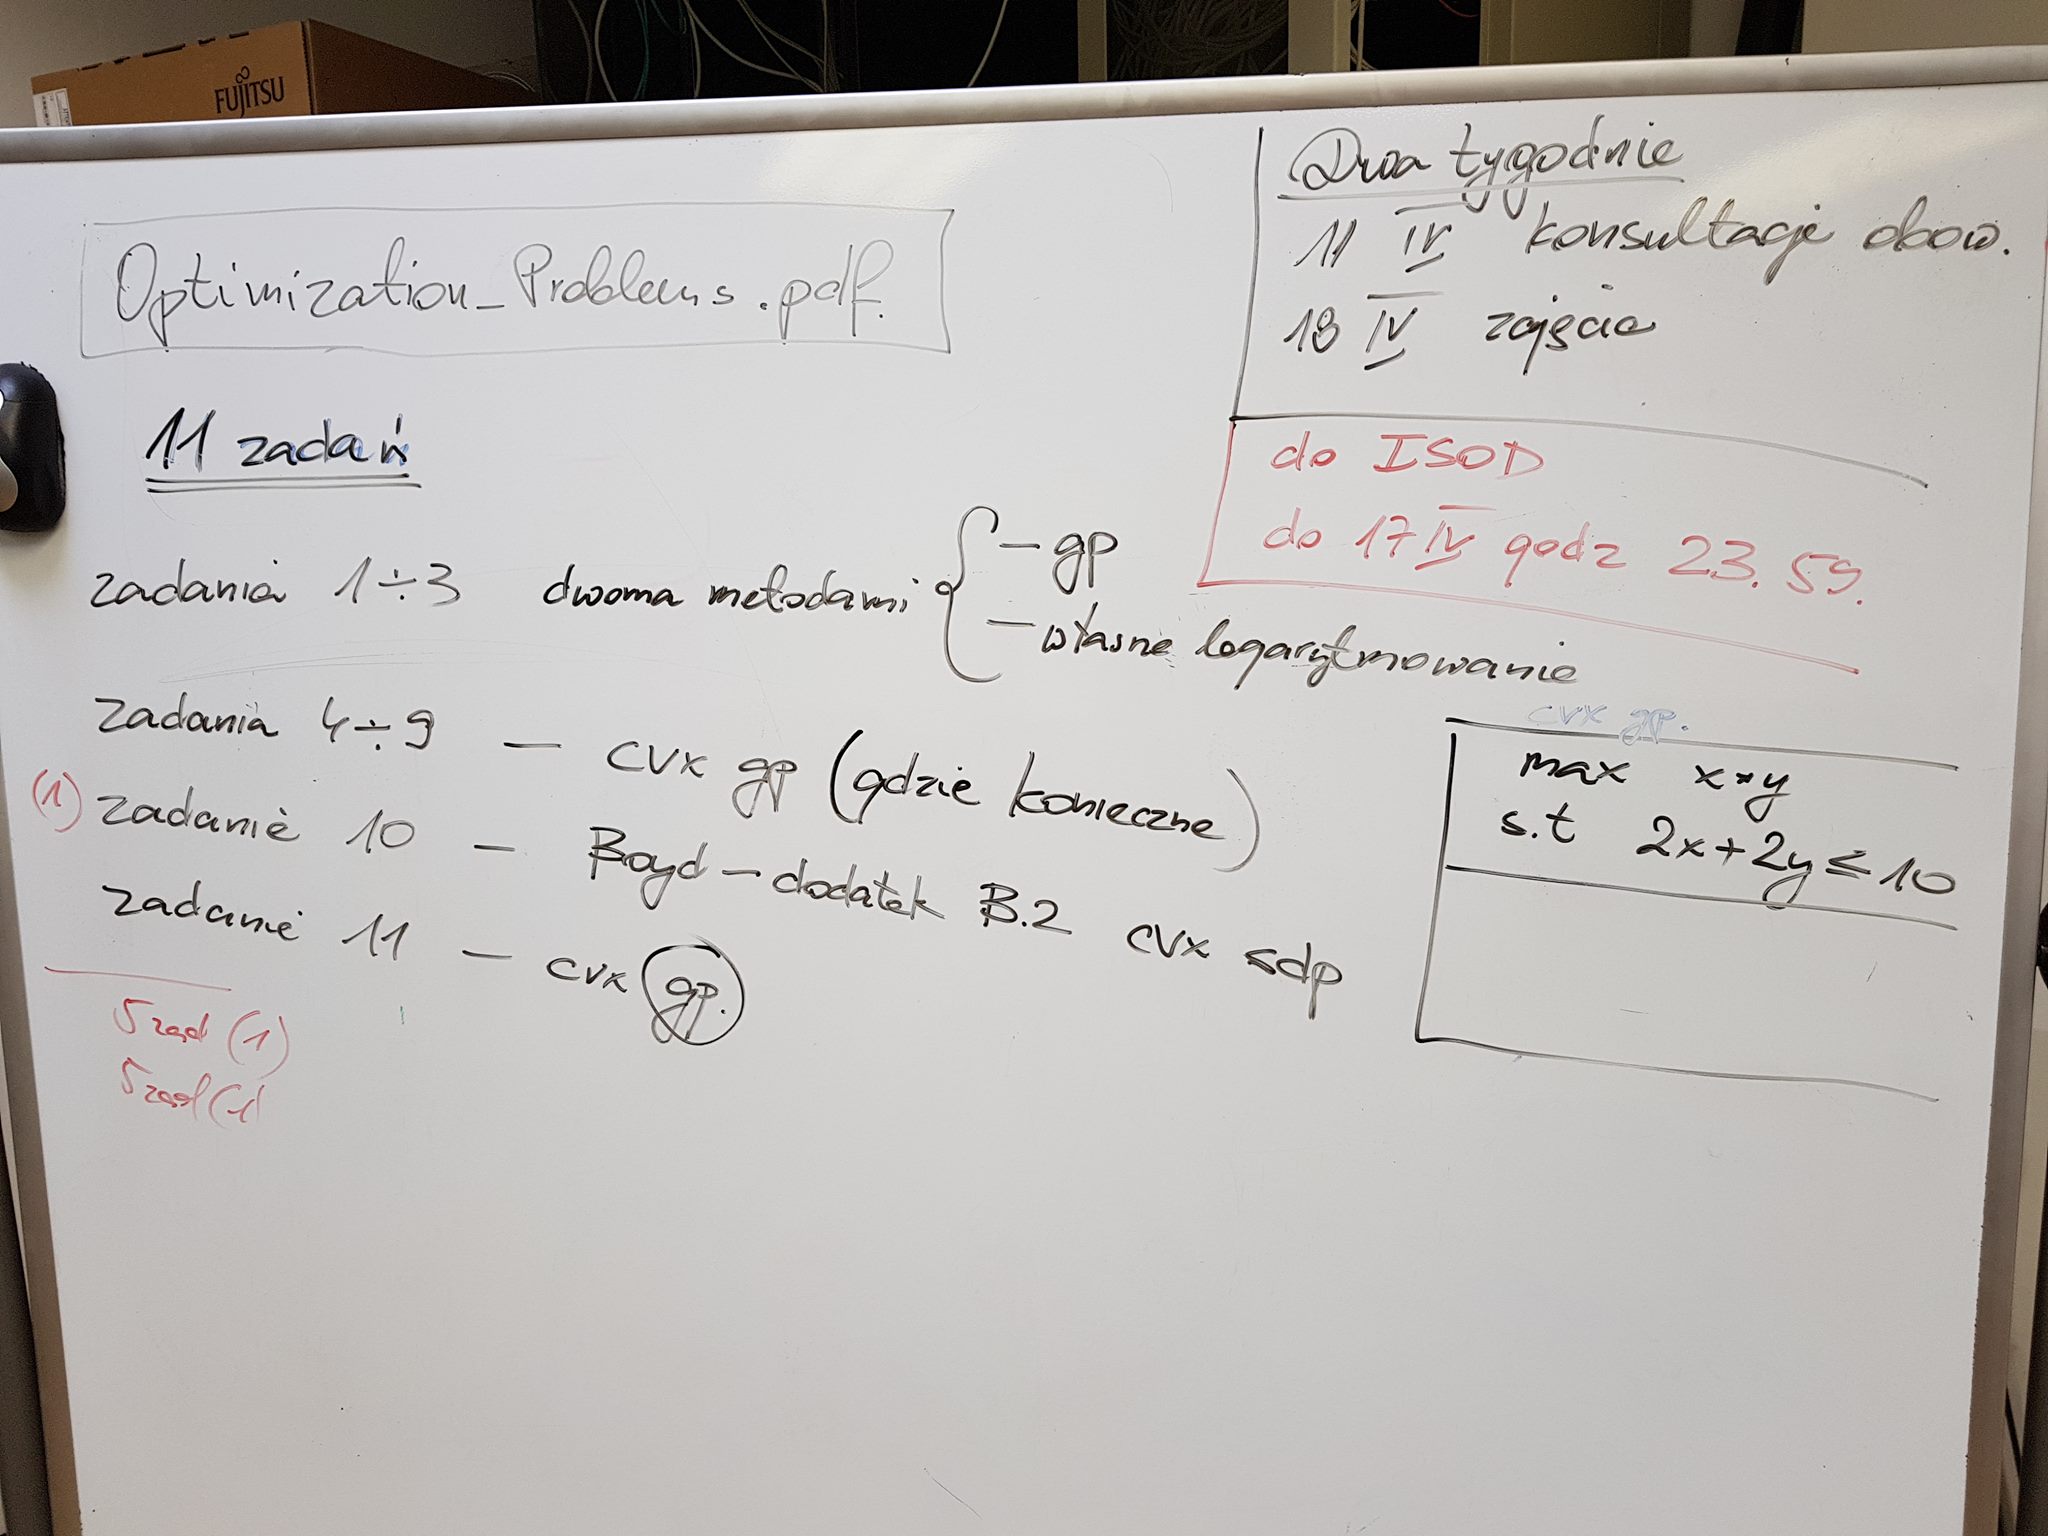 FUJITSU
Optimization_Problems.pdf.
11 zadań
zadania 1÷3 dwoma metodami { - gp
- własne logarytmowanie
zadania 4÷9 - cvx gp (gdzie konieczne)
(1) zadanie 10 - Boyd - dodatek B.2 cvx sdp
zadanie 11 - cvx gp.
5 zad (1)
5 zad (1)
Dwa tygodnie
11 IV konsultacje obow.
18 IV zajęcia
do ISOD
do 17 IV godz 23.59.
cvx gp.
max x*y
s.t 2x+2y≤10